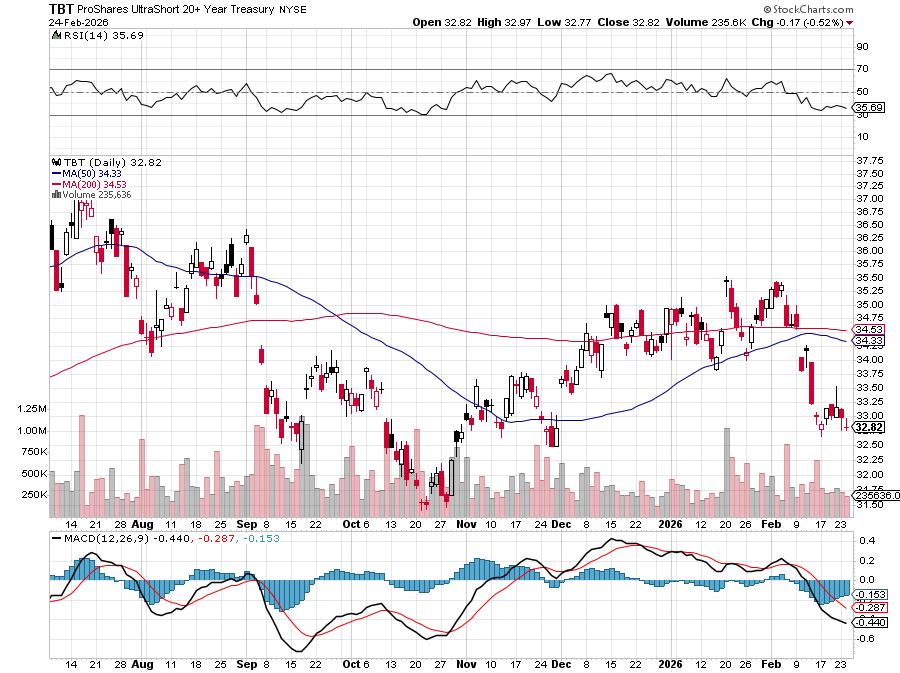 TBT ProShares UltraShort 20+ Year Treasury NYSE
© StockCharts.com
24-Feb-2026
Open 32.82 High 32.97 Low 32.77 Close 32.82 Volume 235.6K Chg -0.17 (-0.52%)
RSI(14) 35.69
90
70
50
35.69
30
10
TBT (Daily) 32.82
MA(50) 34.33
MA(200) 34.53
Volume 235,636
37.75
37.50
37.25
37.00
36.75
36.50
36.25
36.00
35.75
35.50
35.25
35.00
34.75
34.53
34.33
34.00
33.75
33.50
33.25
33.00
32.82
32.50
32.25
32.00
31.50
1.25M
1.00M
750K
500K
250K
235636.0
14 21 28 Aug 11 18 25 Sep 8 15 22 Oct 6 13 20 27 Nov 10 17 24 Dec 8 15 22 2026 12 20 26 Feb 9 17 23
MACD(12,26,9) -0.440, -0.287, -0.153
0.4
0.2
0.0
-0.153
-0.287
-0.440
-0.6
14 21 28 Aug 11 18 25 Sep 8 15 22 Oct 6 13 20 27 Nov 10 17 24 Dec 8 15 22 2026 12 20 26 Feb 9 17 23